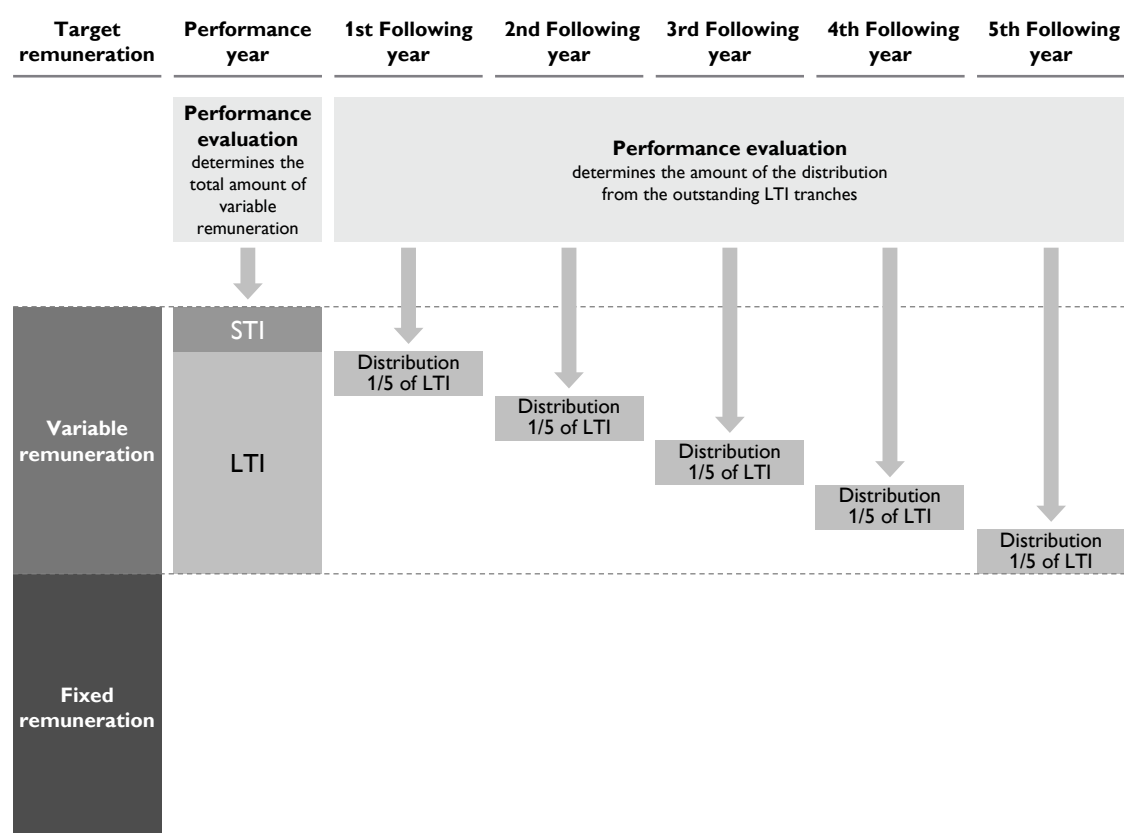 Target
remuneration
Performance
year
1st Following
year
2nd Following
year
3rd Following
year
4th Following
year
5th Following
year
Performance
evaluation
determines the
total amount of
variable
remuneration
Performance evaluation
determines the amount of the distribution
from the outstanding LTI tranches
Variable
remuneration
STI
LTI
Distribution
1/5 of LTI
Distribution
1/5 of LTI
Distribution
1/5 of LTI
Distribution
1/5 of LTI
Distribution
1/5 of LTI
Fixed
remuneration